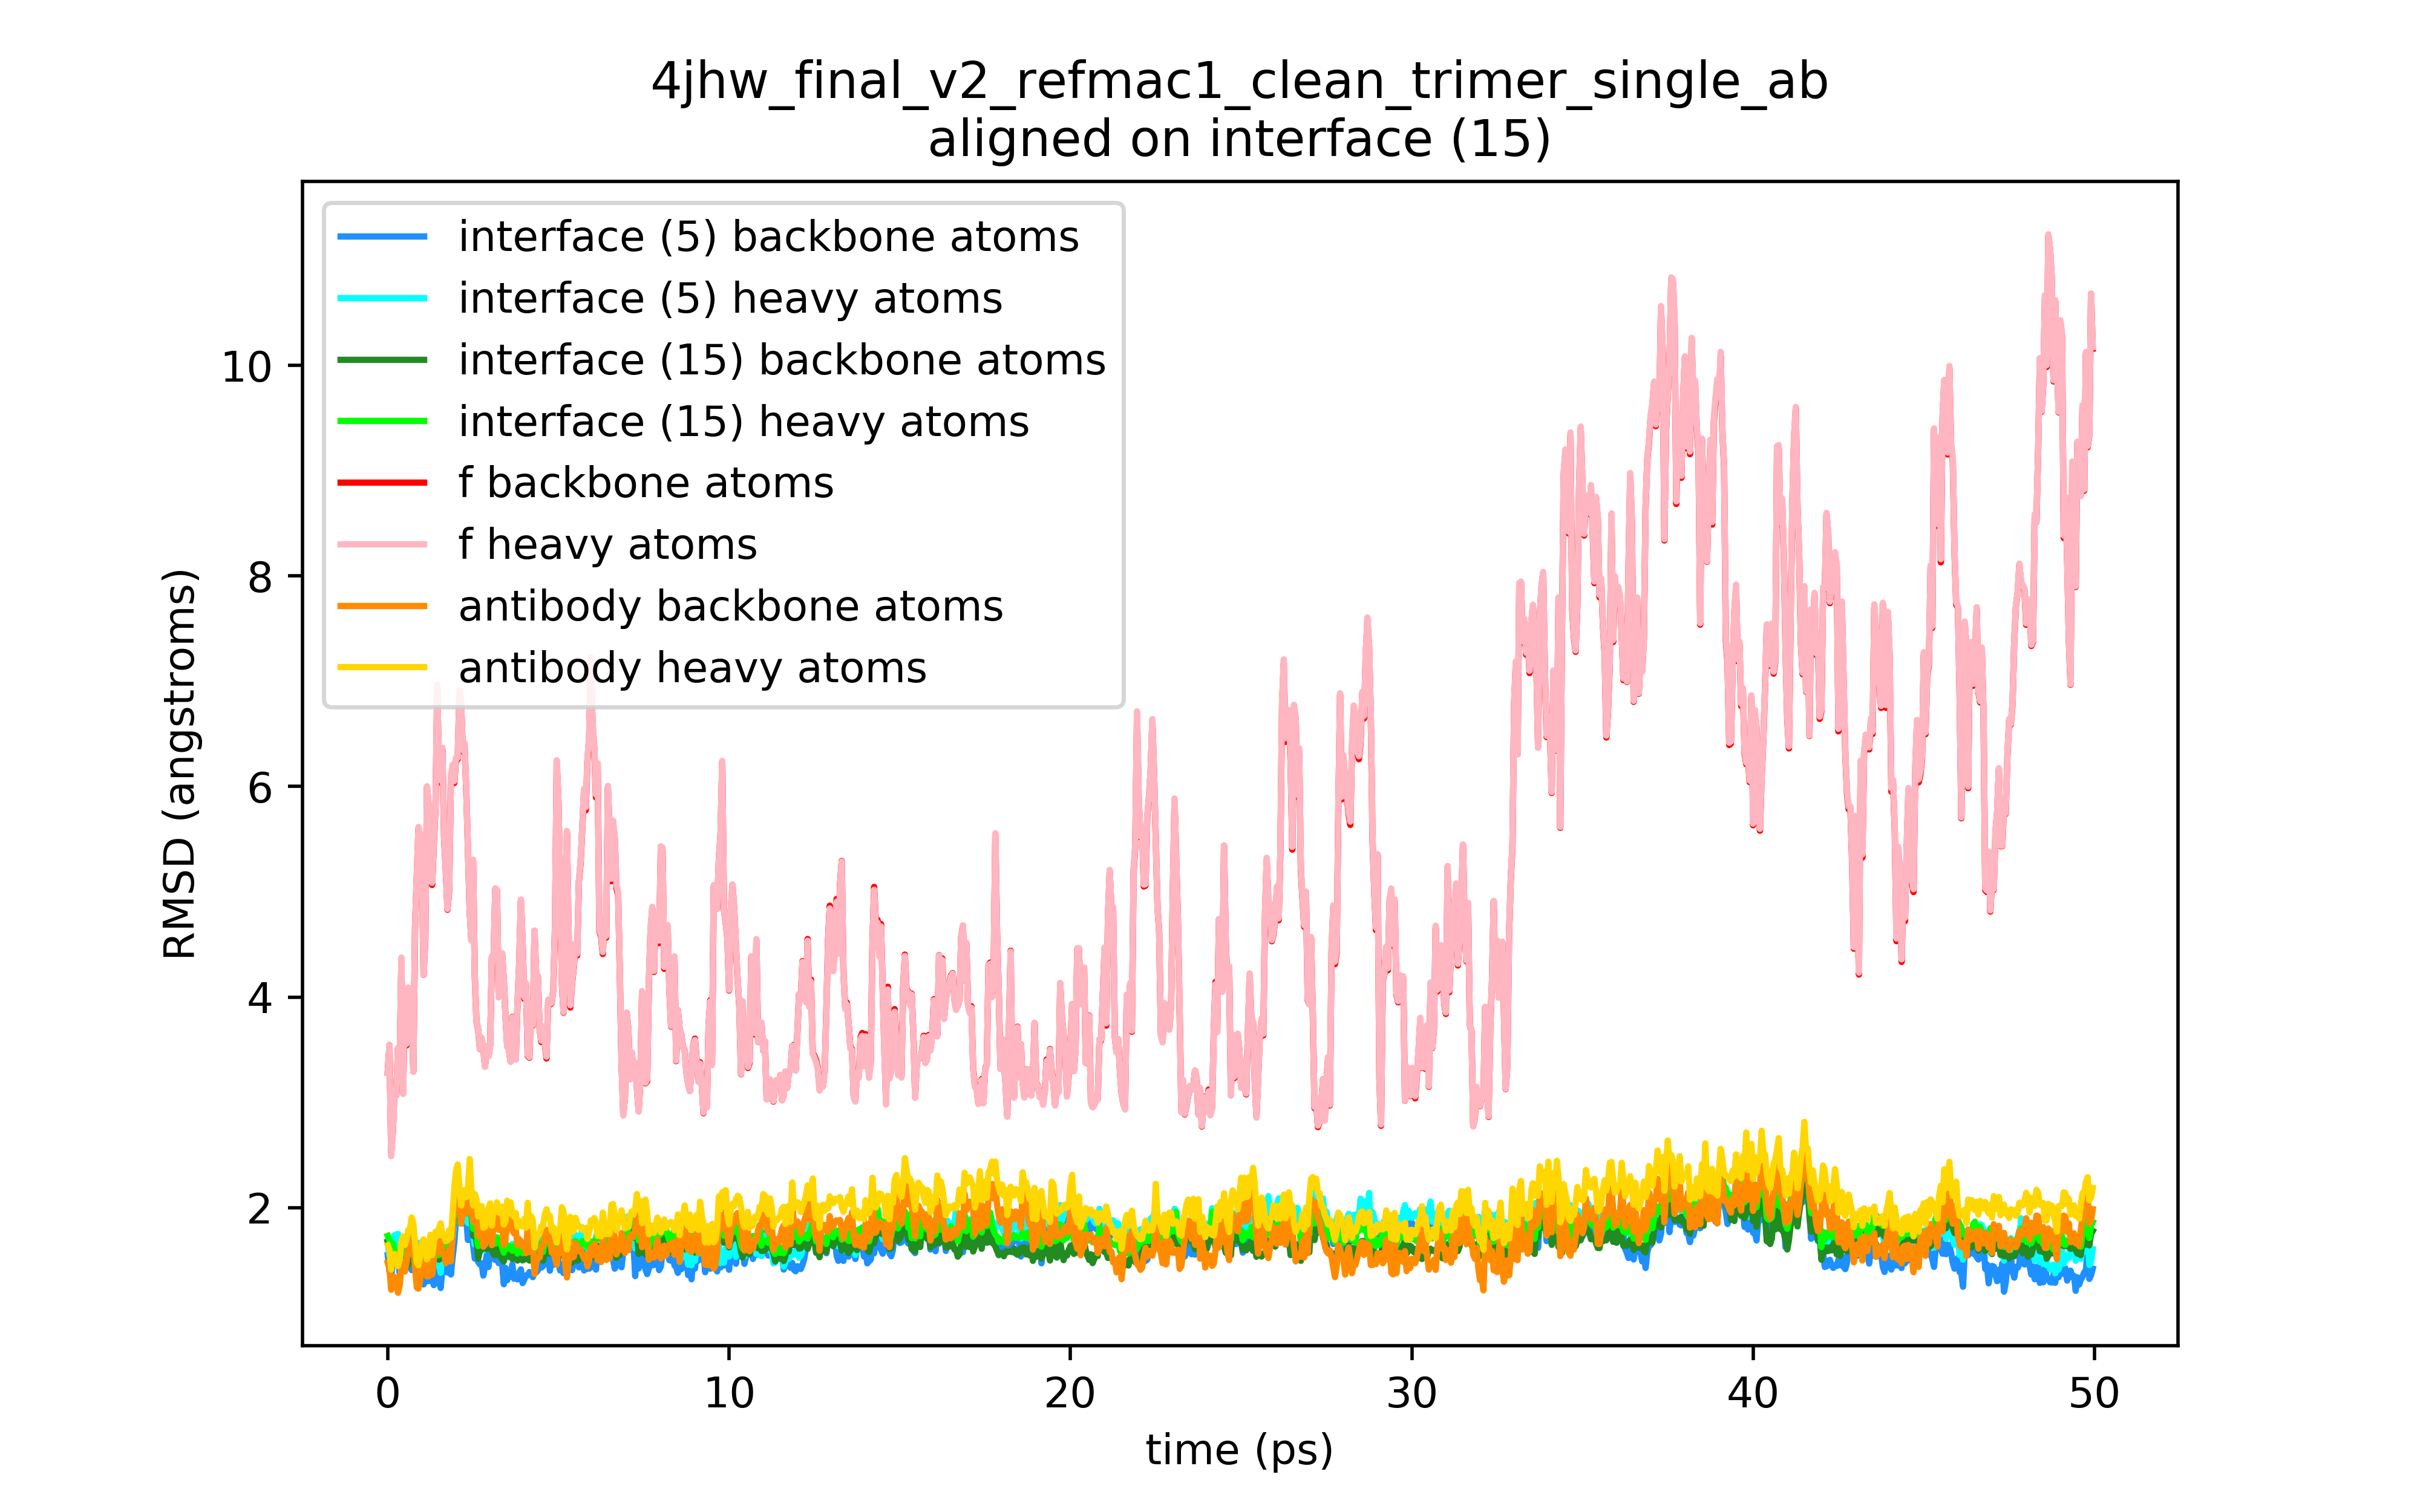 4jhw_final_v2_refmac1_clean_trimer_single_ab
aligned on interface (15)
interface (5) backbone atoms
interface (5) heavy atoms
interface (15) backbone atoms
interface (15) heavy atoms
f backbone atoms
f heavy atoms
antibody backbone atoms
antibody heavy atoms
RMSD (angstroms)
10
8
6
4
2
0 10 20 30 40 50
time (ps)